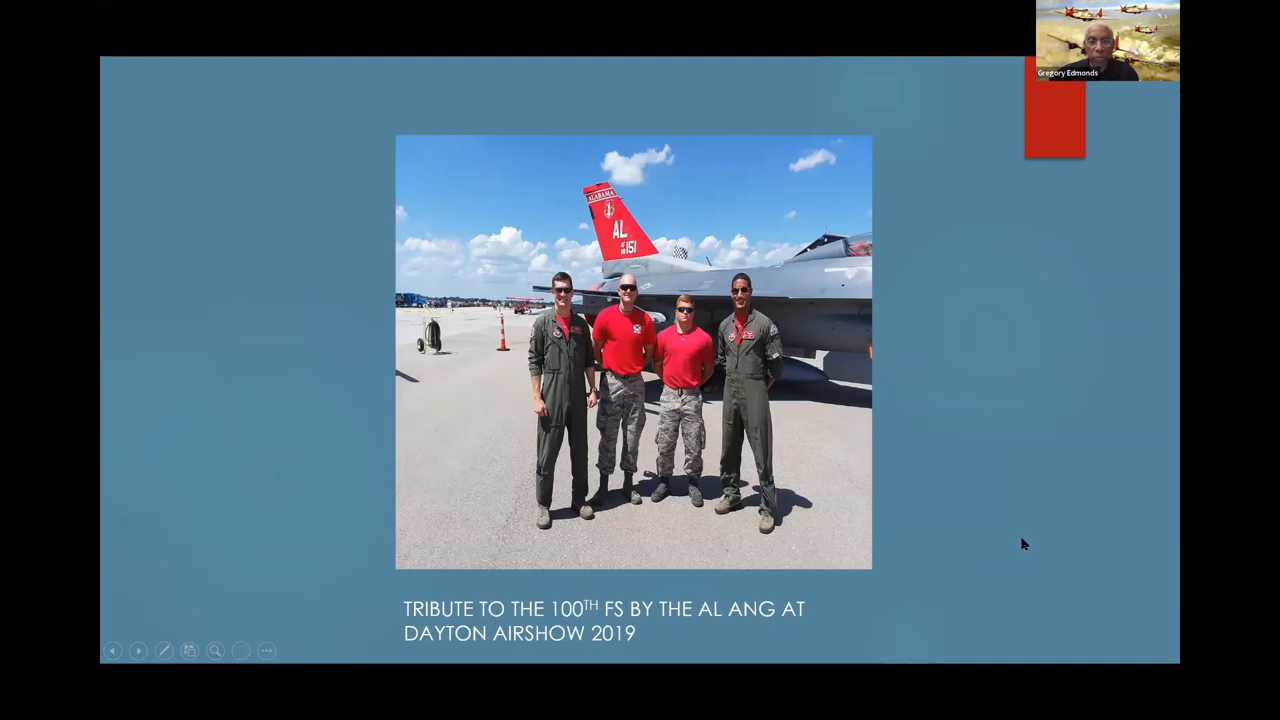 Gregory Edmonds
ALABAMA
AL
151
TRIBUTE TO THE 100TH FS BY THE AL ANG AT
DAYTON AIRSHOW 2019